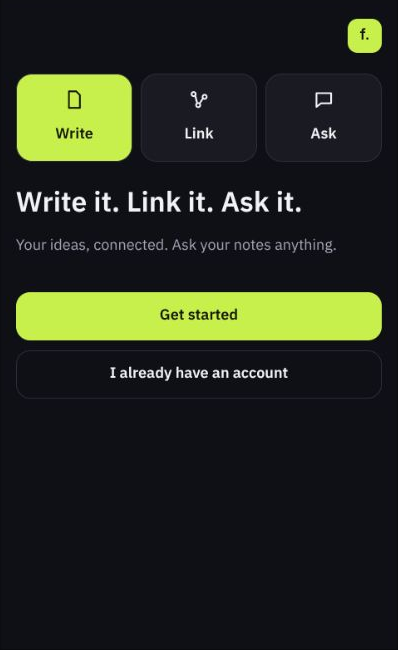 f.
Write
Link
Ask
Write it. Link it. Ask it.
Your ideas, connected. Ask your notes anything.
Get started
I already have an account